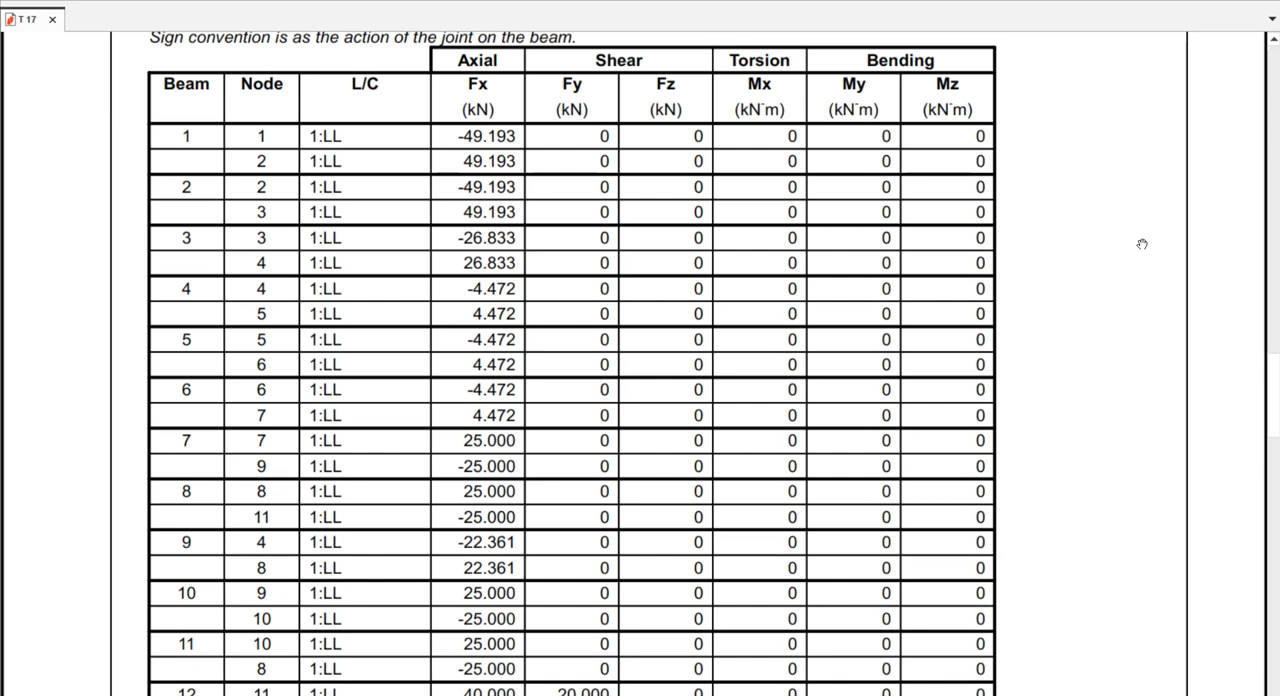 T 17
Sign convention is as the action of the joint on the beam.
Axial Shear Torsion Bending
Beam Node L/C Fx Fy Fz Mx My Mz
(kN) (kN) (kN) (kN˙m) (kN˙m) (kN˙m)
1 1 1:LL -49.193 0 0 0 0 0
2 1:LL 49.193 0 0 0 0 0
2 2 1:LL -49.193 0 0 0 0 0
3 1:LL 49.193 0 0 0 0 0
3 3 1:LL -26.833 0 0 0 0 0
4 1:LL 26.833 0 0 0 0 0
4 4 1:LL -4.472 0 0 0 0 0
5 1:LL 4.472 0 0 0 0 0
5 5 1:LL -4.472 0 0 0 0 0
6 1:LL 4.472 0 0 0 0 0
6 6 1:LL -4.472 0 0 0 0 0
7 1:LL 4.472 0 0 0 0 0
7 7 1:LL 25.000 0 0 0 0 0
9 1:LL -25.000 0 0 0 0 0
8 8 1:LL 25.000 0 0 0 0 0
11 1:LL -25.000 0 0 0 0 0
9 4 1:LL -22.361 0 0 0 0 0
8 1:LL 22.361 0 0 0 0 0
10 9 1:LL 25.000 0 0 0 0 0
10 1:LL -25.000 0 0 0 0 0
11 10 1:LL 25.000 0 0 0 0 0
8 1:LL -25.000 0 0 0 0 0
12 11 1:LL 40.000 20.000 0 0 0 0